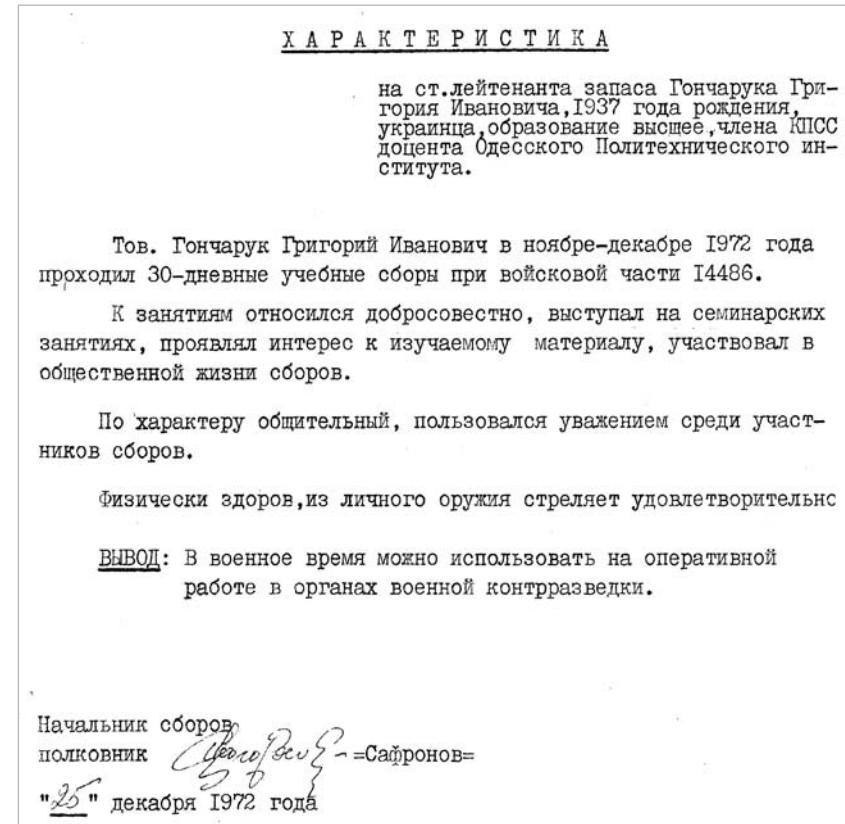 ХАРАКТЕРИСТИКА
на ст.лейтенанта запаса Гончарука Гри-
гория Ивановича,1937 года рождения,
украинца,образование высшее,члена КПСС
доцента Одесского Политехнического ин-
ститута.
Тов. Гончарук Григорий Иванович в ноябре-декабре 1972 года
проходил 30-дневные учебные сборы при войсковой части 14486.
К занятиям относился добросовестно, выступал на семинарских
занятиях, проявлял интерес к изучаемому материалу, участвовал в
общественной жизни сборов.
По характеру общительный, пользовался уважением среди участ-
ников сборов.
Физически здоров,из личного оружия стреляет удовлетворительно
ВЫВОД: В военное время можно использовать на оперативной
работе в органах военной контрразведки.
Начальник сборов
полковник =Сафронов=
"25" декабря 1972 года